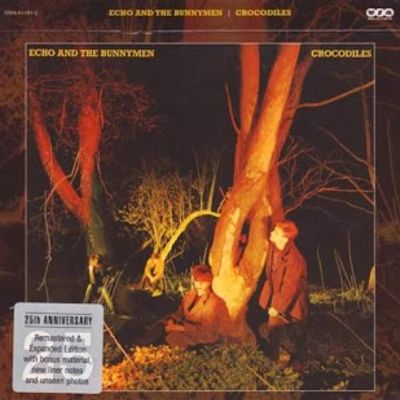 ECHO AND THE BUNNYMEN | CROCODILES
ECHO AND THE BUNNYMEN CROCODILES
25th ANNIVERSARY
Remastered &
Expanded Edition
with bonus material,
new liner notes
and unseen photos